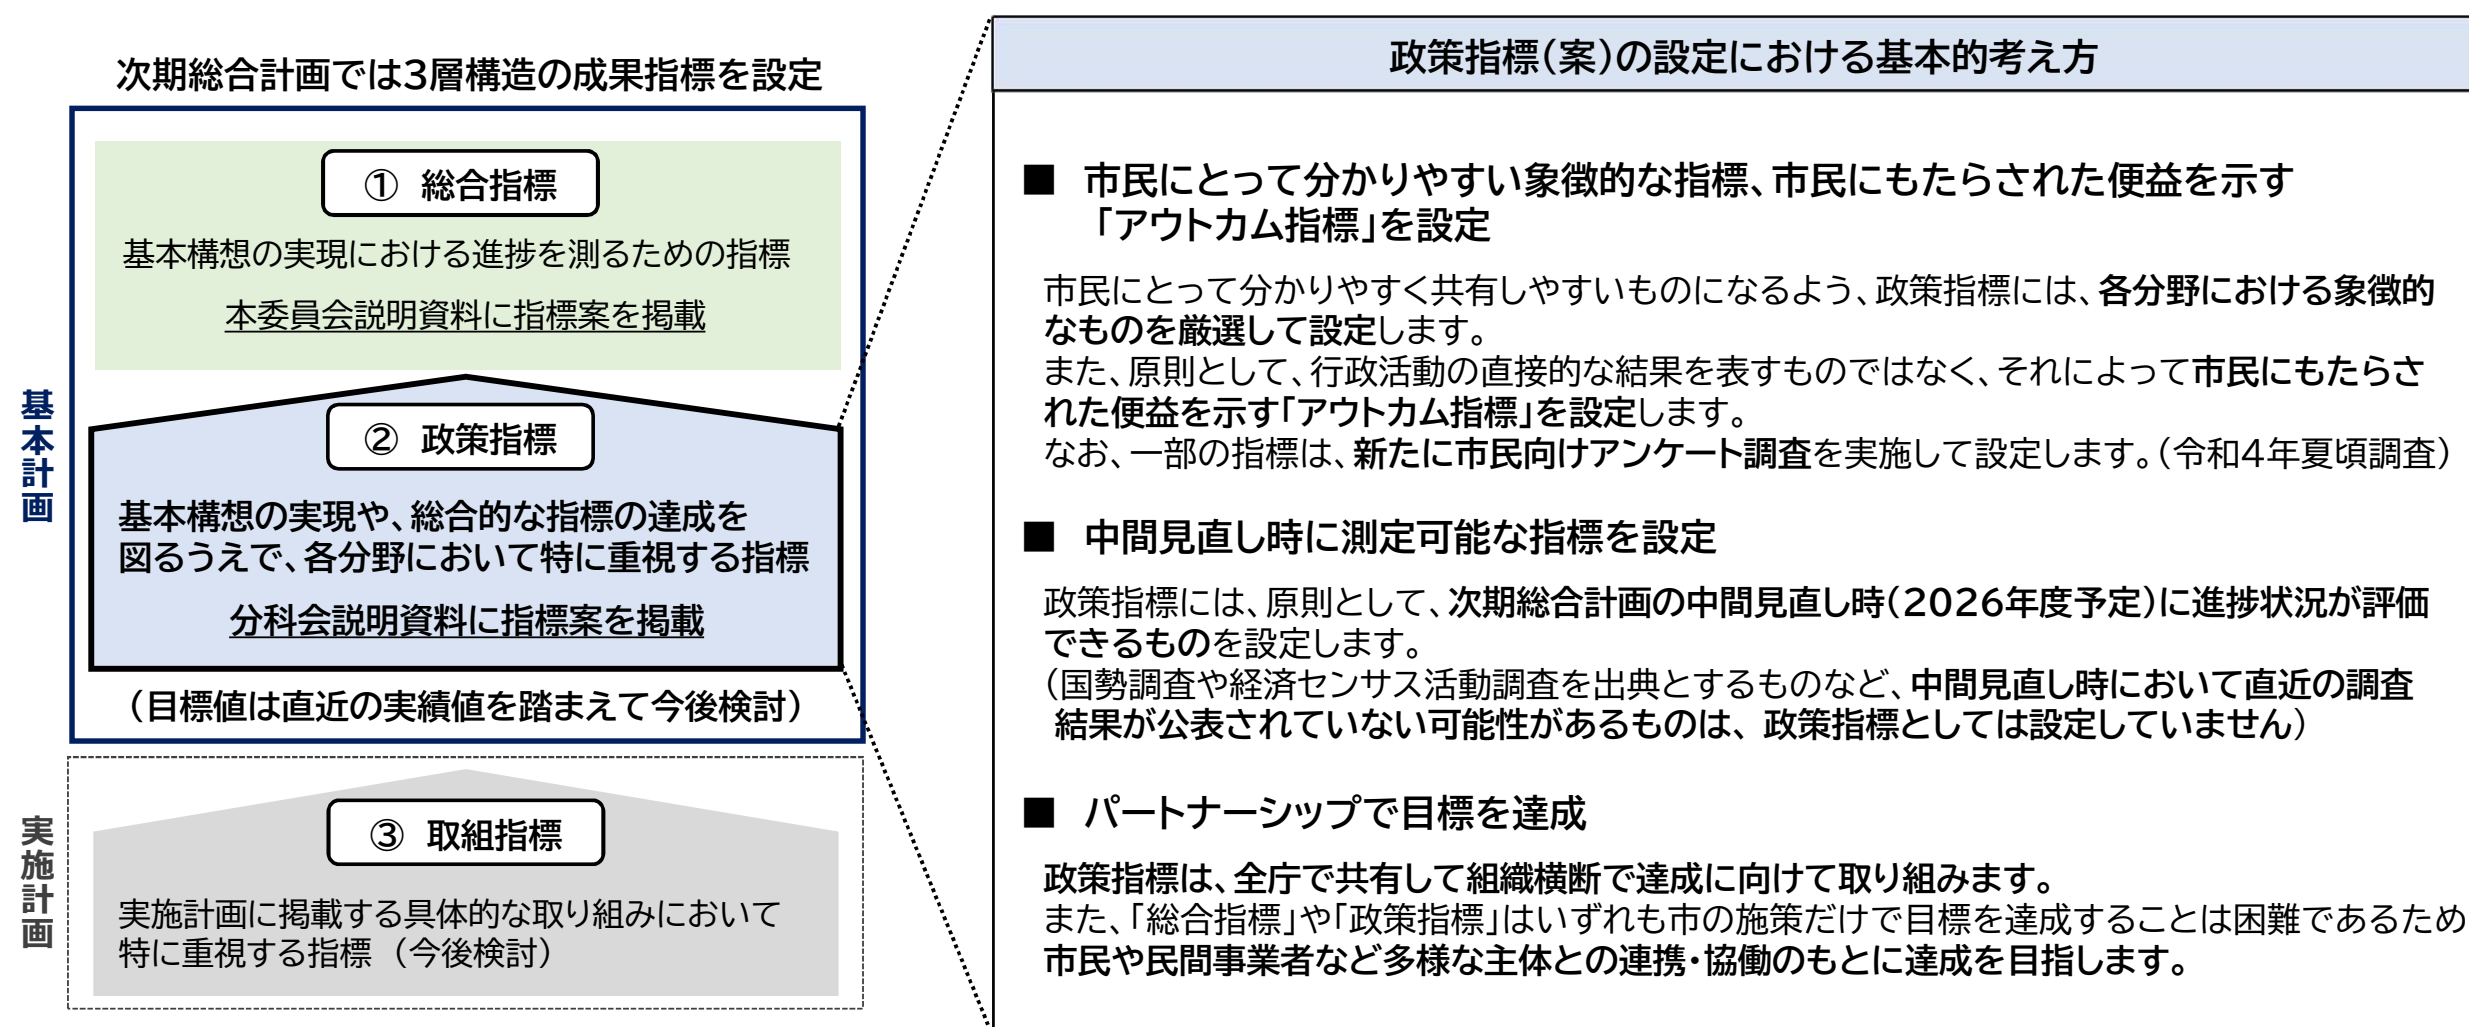 次期総合計画では3層構造の成果指標を設定
基本計画
① 総合指標
基本構想の実現における進捗を測るための指標
本委員会説明資料に指標案を掲載
② 政策指標
基本構想の実現や、総合的な指標の達成を
図るうえで、各分野において特に重視する指標
分科会説明資料に指標案を掲載
（目標値は直近の実績値を踏まえて今後検討）
実施計画
③ 取組指標
実施計画に掲載する具体的な取り組みにおいて
特に重視する指標（今後検討）
政策指標（案）の設定における基本的考え方
■ 市民にとって分かりやすい象徴的な指標、市民にもたらされた便益を示す
「アウトカム指標」を設定
市民にとって分かりやすく共有しやすいものになるよう、政策指標には、各分野における象徴的
なものを厳選して設定します。
また、原則として、行政活動の直接的な結果を表すものではなく、それによって市民にもたらさ
れた便益を示す「アウトカム指標」を設定します。
なお、一部の指標は、新たに市民向けアンケート調査を実施して設定します。（令和4年夏頃調査）
■ 中間見直し時に測定可能な指標を設定
政策指標には、原則として、次期総合計画の中間見直し時（2026年度予定）に進捗状況が評価
できるものを設定します。
（国勢調査や経済センサス活動調査を出典とするものなど、中間見直し時において直近の調査
結果が公表されていない可能性があるものは、政策指標としては設定していません）
■ パートナーシップで目標を達成
政策指標は、全庁で共有して組織横断で達成に向けて取り組みます。
また、「総合指標」や「政策指標」はいずれも市の施策だけで目標を達成することは困難であるため
市民や民間事業者など多様な主体との連携・協働のもとに達成を目指します。